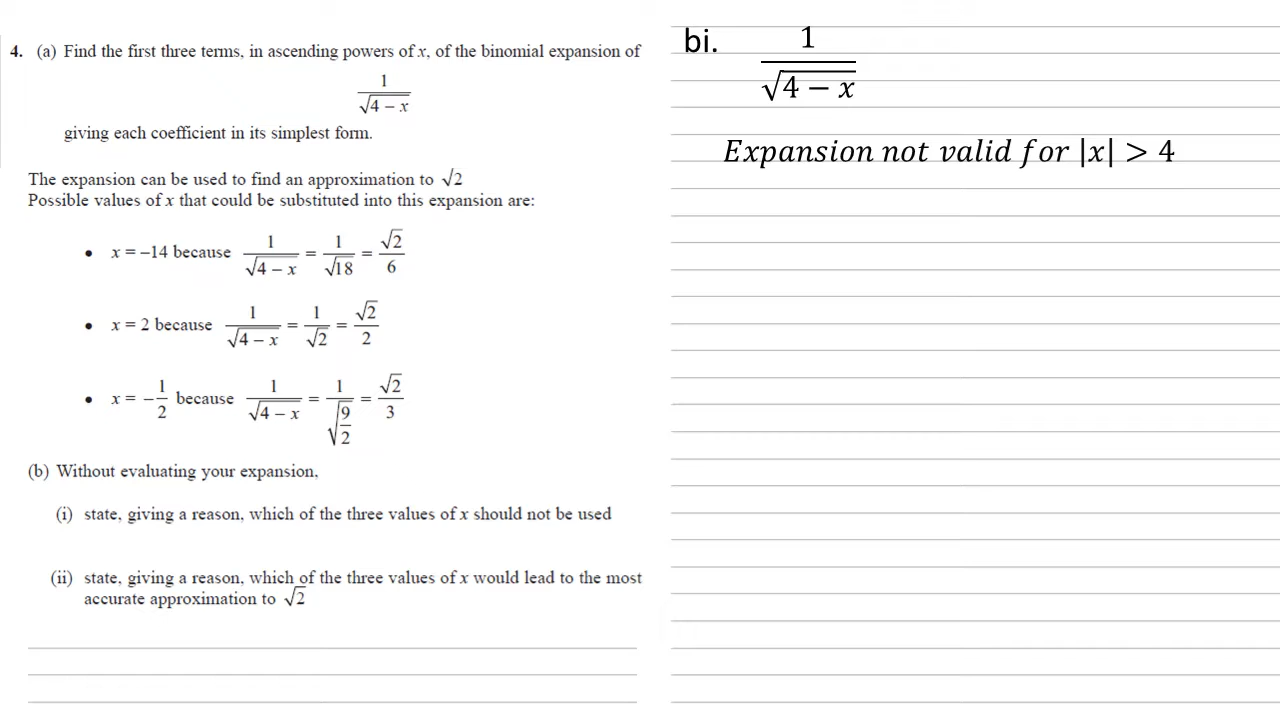 4. (a) Find the first three terms, in ascending powers of x, of the binomial expansion of
1/√(4 − x)
giving each coefficient in its simplest form.
The expansion can be used to find an approximation to √2
Possible values of x that could be substituted into this expansion are:
• x = −14 because 1/√(4 − x) = 1/√18 = √2/6
• x = 2 because 1/√(4 − x) = 1/√2 = √2/2
• x = −1/2 because 1/√(4 − x) = 1/√(9/2) = √2/3
(b) Without evaluating your expansion,
(i) state, giving a reason, which of the three values of x should not be used
(ii) state, giving a reason, which of the three values of x would lead to the most
accurate approximation to √2
bi. 1/√(4 − x)
Expansion not valid for |x| > 4